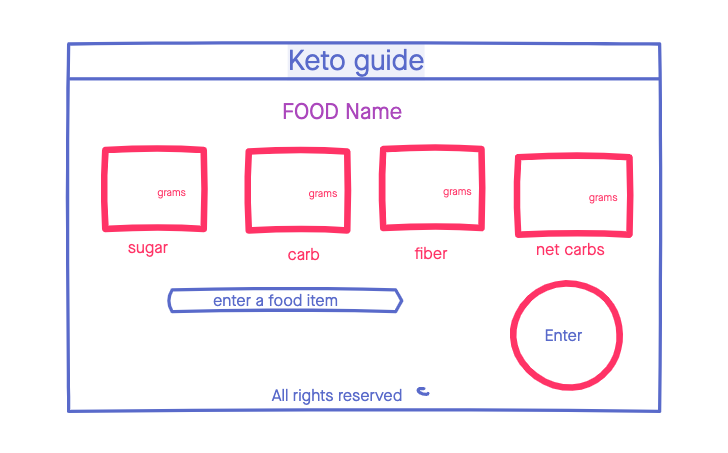 Keto guide
FOOD Name
grams
grams
grams
grams
sugar
carb
fiber
net carbs
enter a food item
Enter
All rights reserved